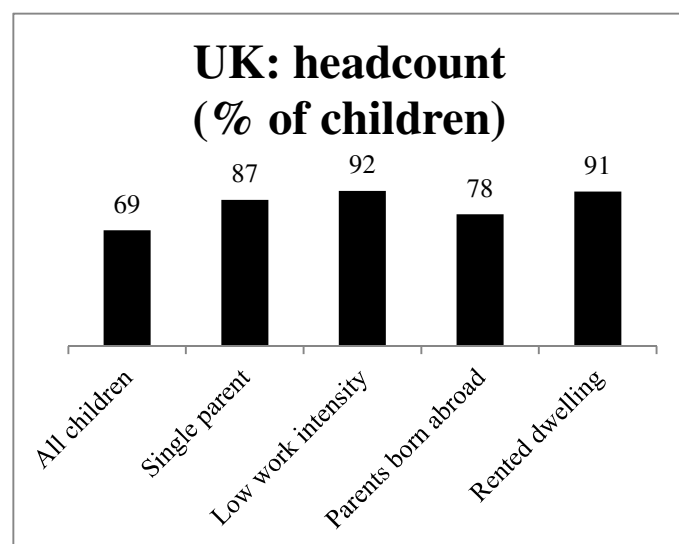 UK: headcount
(% of children)
69
87
92
78
91
All children
Single parent
Low work intensity
Parents born abroad
Rented dwelling